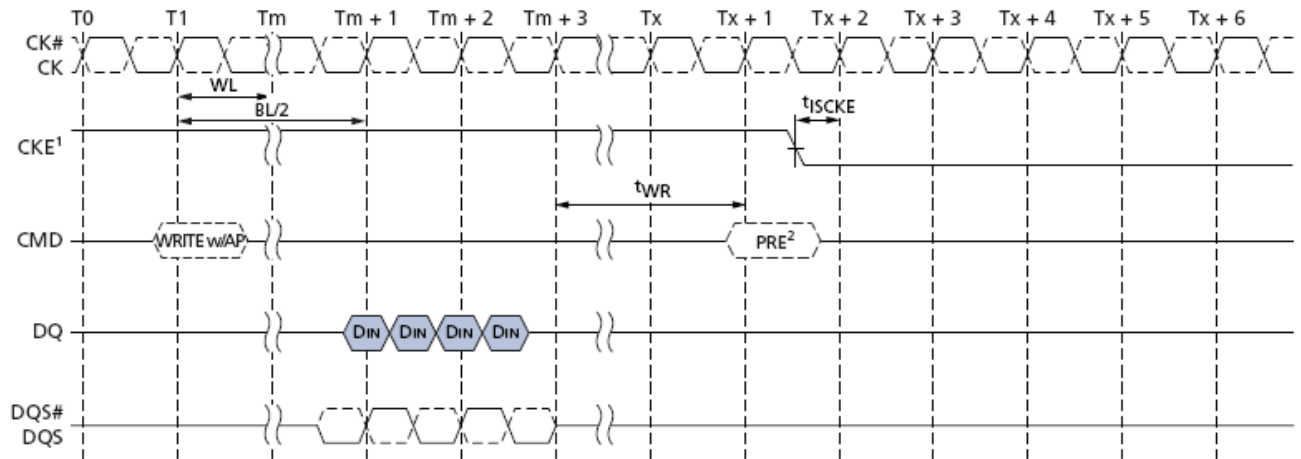 T0 T1 Tm Tm + 1 Tm + 2 Tm + 3 Tx Tx + 1 Tx + 2 Tx + 3 Tx + 4 Tx + 5 Tx + 6
CK#
CK
WL
BL/2
tISCKE
CKE1
tWR
CMD WRITE w/AP PRE2
DQ DIN DIN DIN DIN
DQS#
DQS